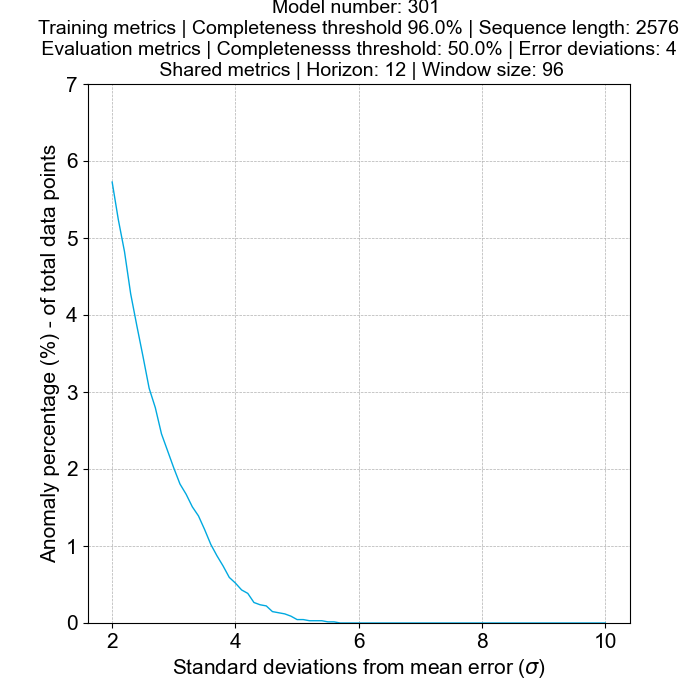 Model number: 301
Training metrics | Completeness threshold 96.0% | Sequence length: 2576
Evaluation metrics | Completenesss threshold: 50.0% | Error deviations: 4
Shared metrics | Horizon: 12 | Window size: 96
7
6
5
4
3
2
1
0
Anomaly percentage (%) - of total data points
2 4 6 8 10
Standard deviations from mean error (σ)